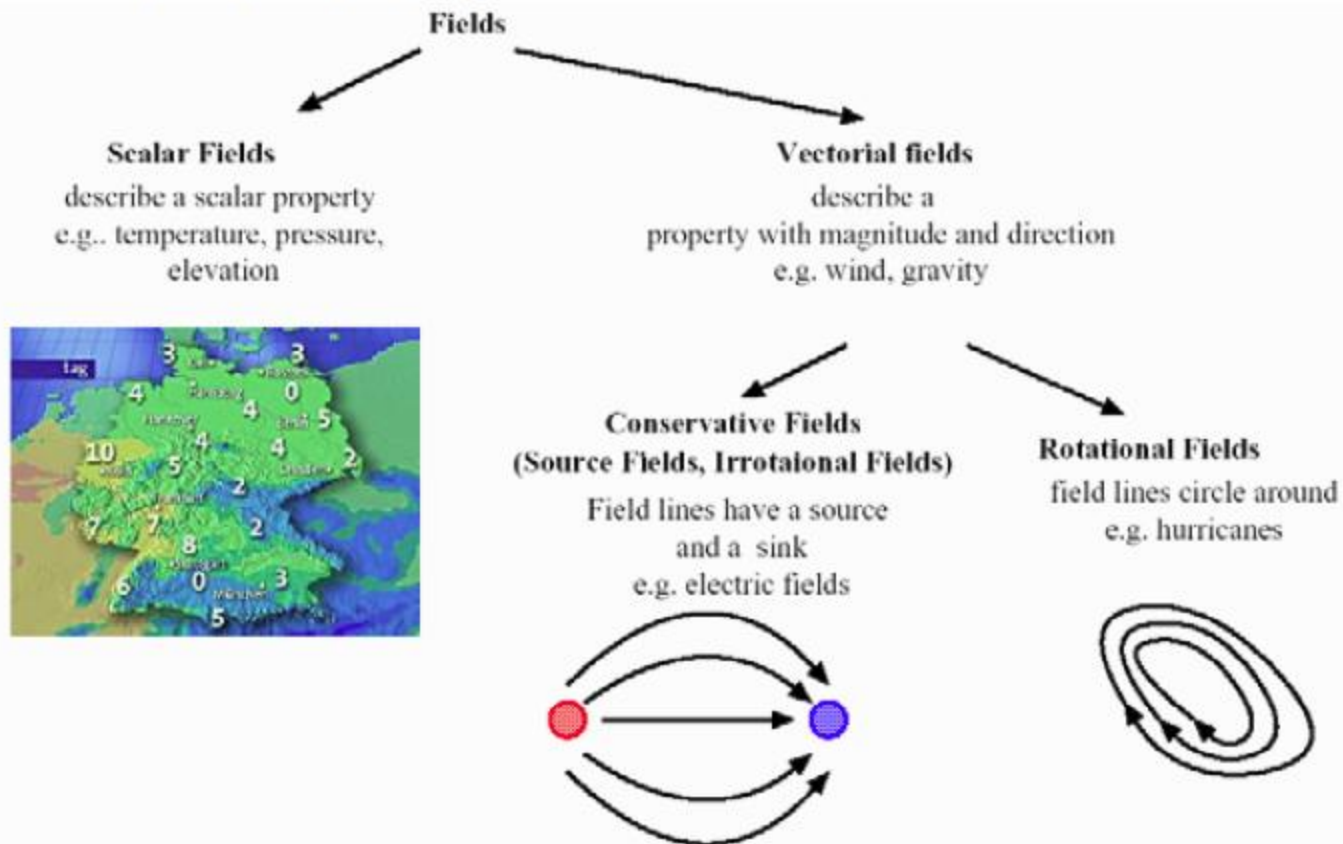 Fields
Scalar Fields
describe a scalar property
e.g.. temperature, pressure,
elevation
Vectorial fields
describe a
property with magnitude and direction
e.g. wind, gravity
tag
3
3
4
0
4
5
4
4
10
5
2
2
7
7
2
8
6
0
3
München
5
Conservative Fields
(Source Fields, Irrotaional Fields)
Field lines have a source
and a sink
e.g. electric fields
Rotational Fields
field lines circle around
e.g. hurricanes